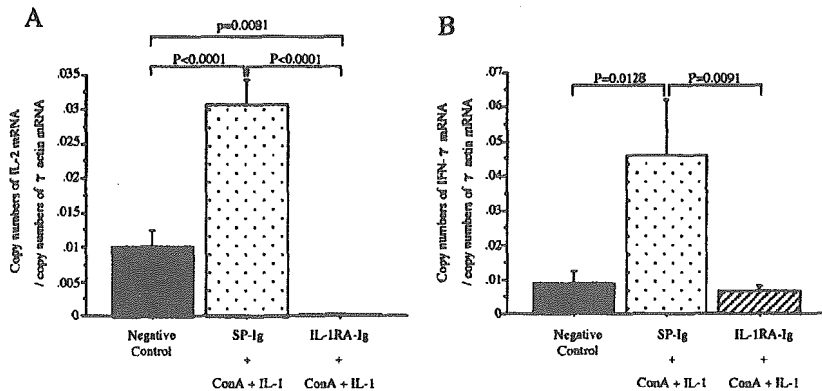 A
p=0.0081
P<0.0001
P<0.0001
Copy numbers of IL-2 mRNA
/ copy numbers of γ actin mRNA
.035
.03
.025
.02
.015
.010
.005
0
Negative
Control
SP-Ig
+
ConA + IL-1
IL-1RA-Ig
+
ConA + IL-1
B
P=0.0128
P=0.0091
Copy numbers of IFN-γ mRNA
/ copy numbers of γ actin mRNA
.07
.06
.05
.04
.03
.02
.01
0
Negative
Control
SP-Ig
+
ConA + IL-1
IL-1RA-Ig
+
ConA + IL-1